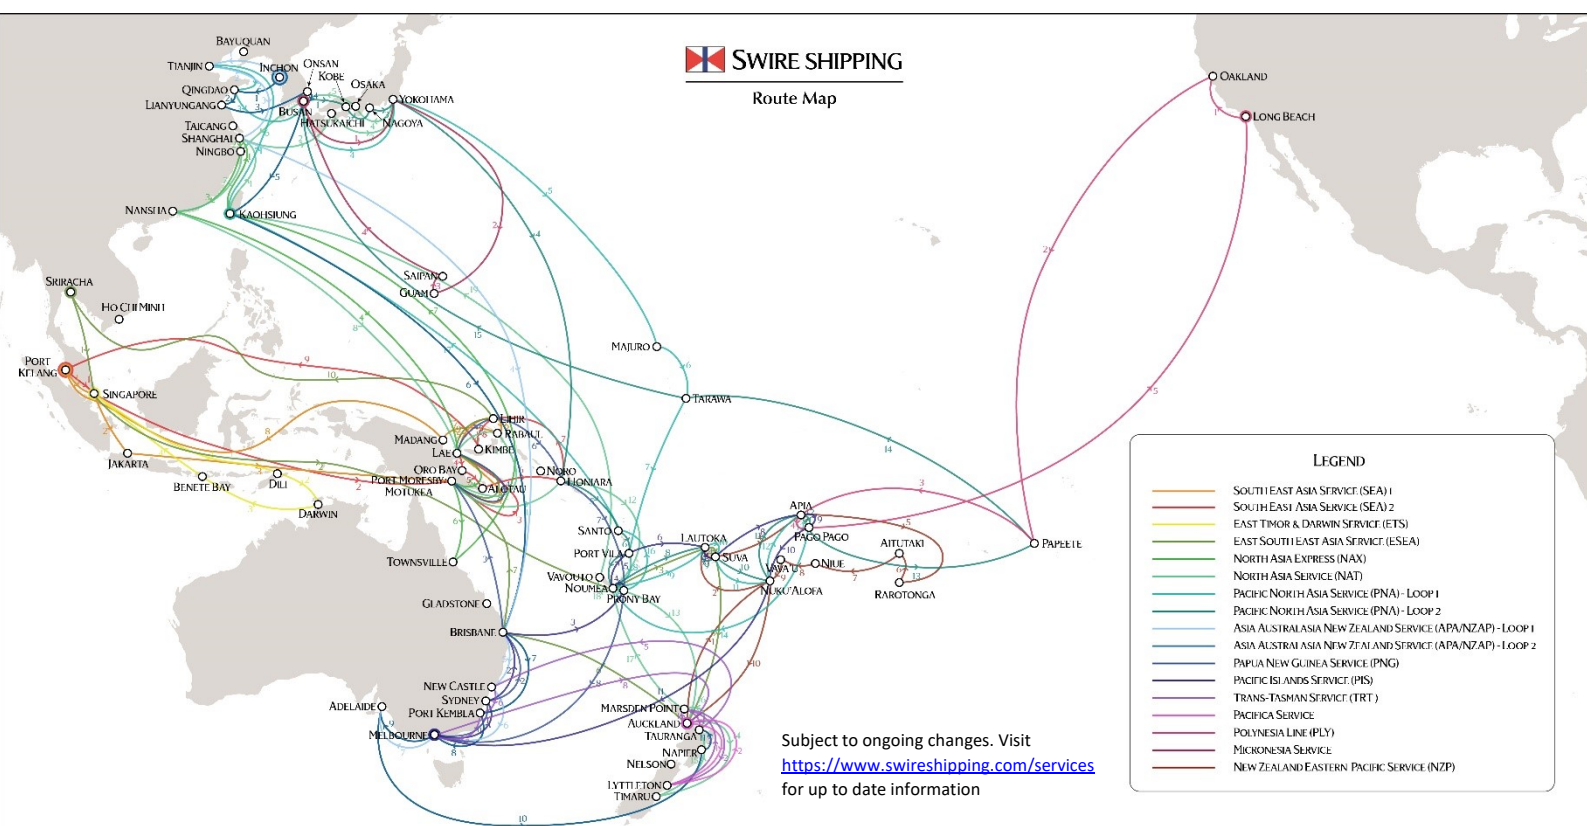 SWIRE SHIPPING
Route Map
BAYUQUAN
TIANJIN
INCHON
ONSAN
KOBE
OSAKA
QINGDAO
LIANYUNGANG
BUSAN
YOKOHAMA
HATSUKAICHI
NAGOYA
TAICANG
SHANGHAI
NINGBO
OAKLAND
LONG BEACH
NANSHA
KAOHSIUNG
SAIPAN
GUAM
SRIRACHA
HO CHI MINH
PORT
KELANG
SINGAPORE
MAJURO
TARAWA
JAKARTA
BENETE BAY
DILI
DARWIN
MADANG
LIHIR
RABAUL
LAE
KIMBE
ORO BAY
PORT MORESBY
MOTUKEA
ALOTAU
NORO
HONIARA
SANTO
PORT VILA
VAVOUTO
NOUMEA
PRONY BAY
LAUTOKA
SUVA
APIA
PAGO PAGO
VAVA'U
NIUE
NUKU'ALOFA
AITUTAKI
RAROTONGA
PAPEETE
TOWNSVILLE
GLADSTONE
BRISBANE
NEW CASTLE
SYDNEY
PORT KEMBLA
ADELAIDE
MELBOURNE
MARSDEN POINT
AUCKLAND
TAURANGA
NAPIER
NELSON
LYTTLETON
TIMARU
Subject to ongoing changes. Visit
https://www.swireshipping.com/services
for up to date information
LEGEND
SOUTH EAST ASIA SERVICE (SEA) 1
SOUTH EAST ASIA SERVICE (SEA) 2
EAST TIMOR & DARWIN SERVICE (ETS)
EAST SOUTH EAST ASIA SERVICE (ESEA)
NORTH ASIA EXPRESS (NAX)
NORTH ASIA SERVICE (NAT)
PACIFIC NORTH ASIA SERVICE (PNA) - LOOP 1
PACIFIC NORTH ASIA SERVICE (PNA) - LOOP 2
ASIA AUSTRALASIA NEW ZEALAND SERVICE (APA/NZAP) - LOOP 1
ASIA AUSTRALASIA NEW ZEALAND SERVICE (APA/NZAP) - LOOP 2
PAPUA NEW GUINEA SERVICE (PNG)
PACIFIC ISLANDS SERVICE (PIS)
TRANS-TASMAN SERVICE (TRT)
PACIFICA SERVICE
POLYNESIA LINE (PLY)
MICRONESIA SERVICE
NEW ZEALAND EASTERN PACIFIC SERVICE (NZP)